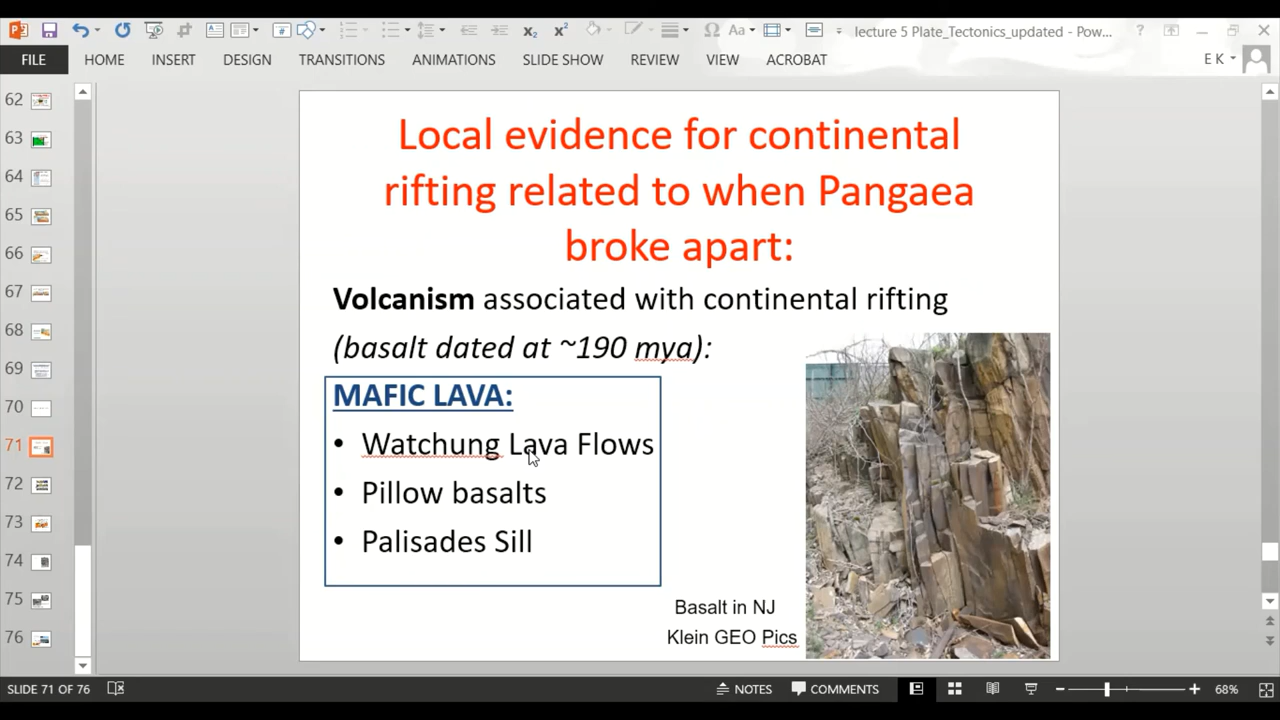 lecture 5 Plate_Tectonics_updated - Pow...
FILE HOME INSERT DESIGN TRANSITIONS ANIMATIONS SLIDE SHOW REVIEW VIEW ACROBAT E K
62
63
64
65
66
67
68
69
70
71
72
73
74
75
76
Local evidence for continental
rifting related to when Pangaea
broke apart:
Volcanism associated with continental rifting
(basalt dated at ~190 mya):
MAFIC LAVA:
• Watchung Lava Flows
• Pillow basalts
• Palisades Sill
Basalt in NJ
Klein GEO Pics
SLIDE 71 OF 76 NOTES COMMENTS 68%